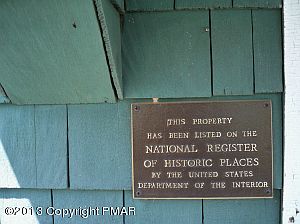 THIS PROPERTY
HAS BEEN LISTED ON THE
NATIONAL REGISTER
OF HISTORIC PLACES
BY THE UNITED STATES
DEPARTMENT OF THE INTERIOR
©2013 Copyright PMAR